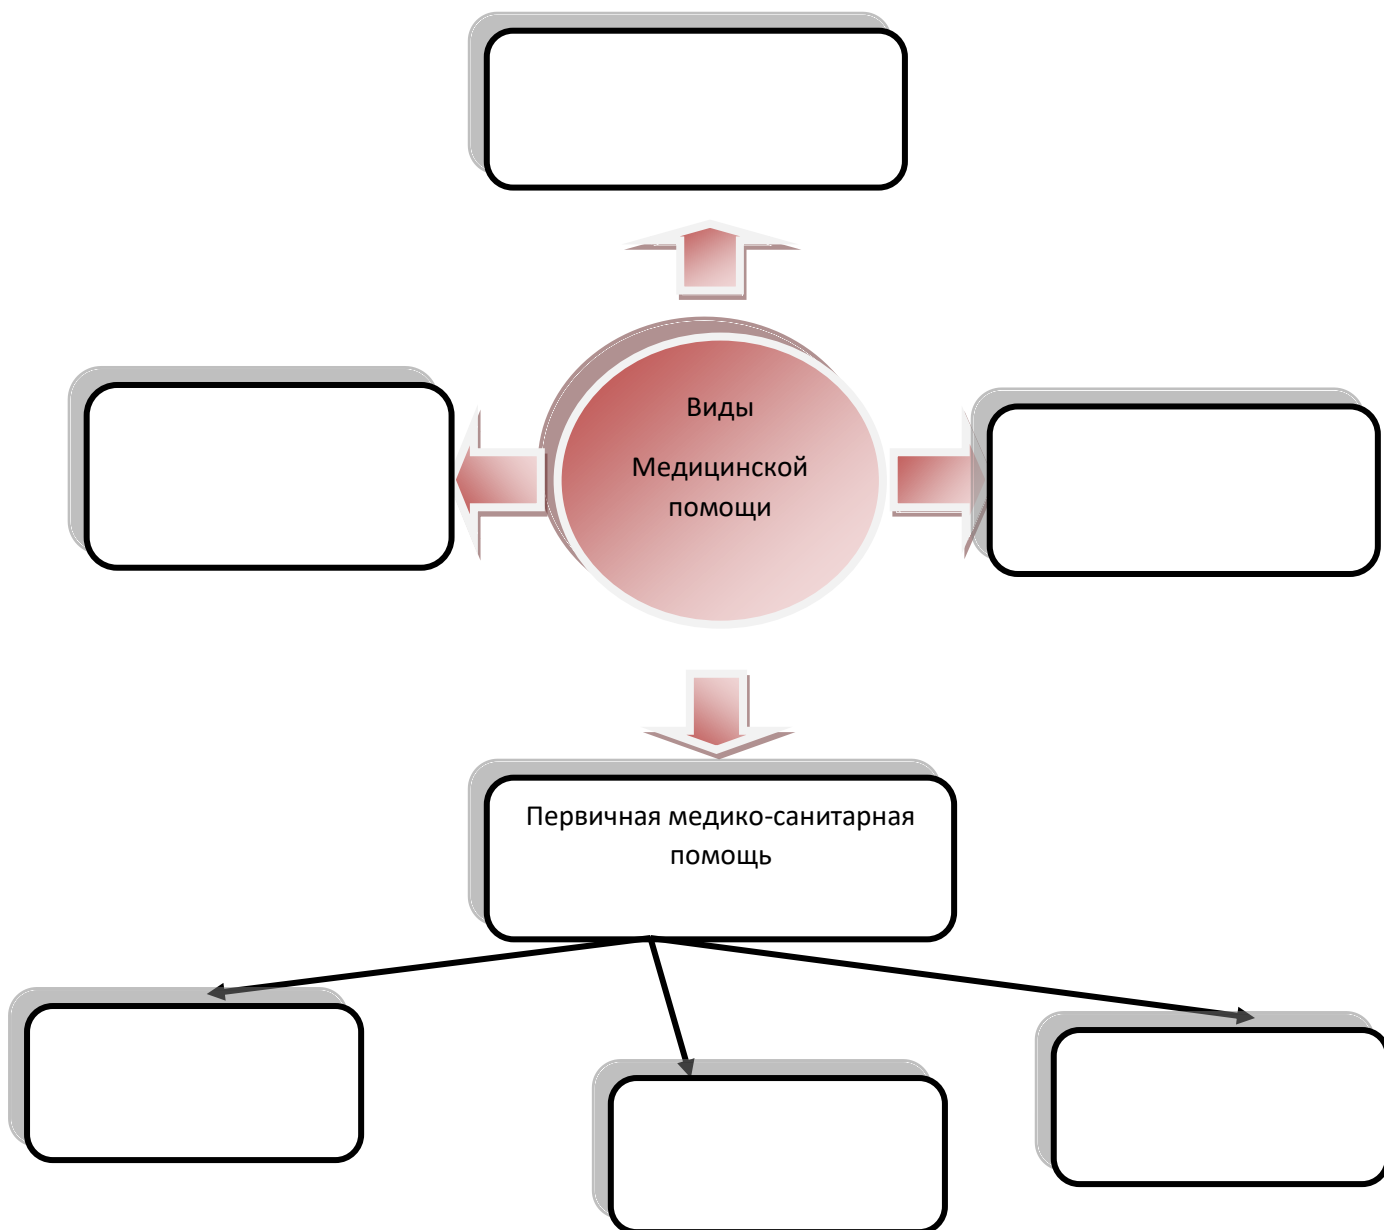 Виды
Медицинской
помощи
Первичная медико-санитарная
помощь